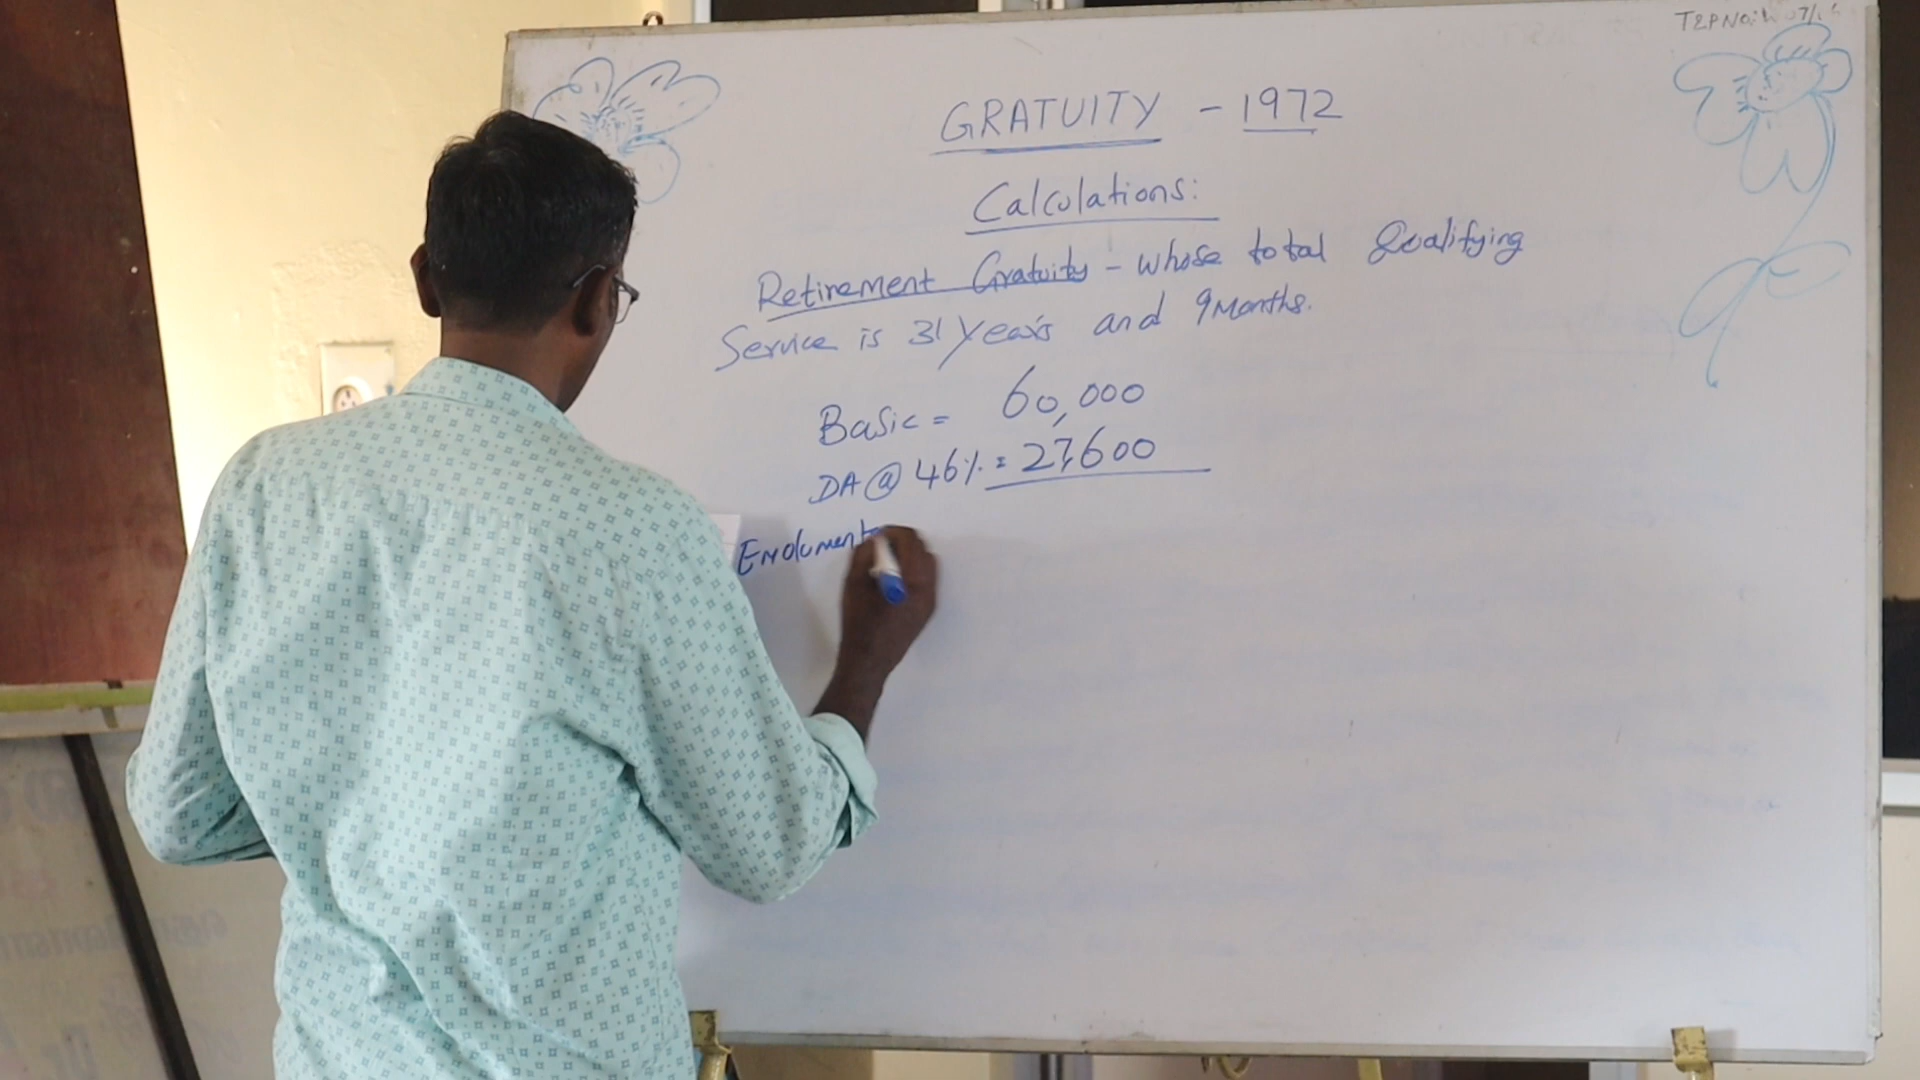 GRATUITY - 1972
Calculations:
Retirement Gratuity - whose total Qualifying
Service is 31 Years and 9 Months.
Basic = 60,000
DA @ 46% = 27,600
Emolument